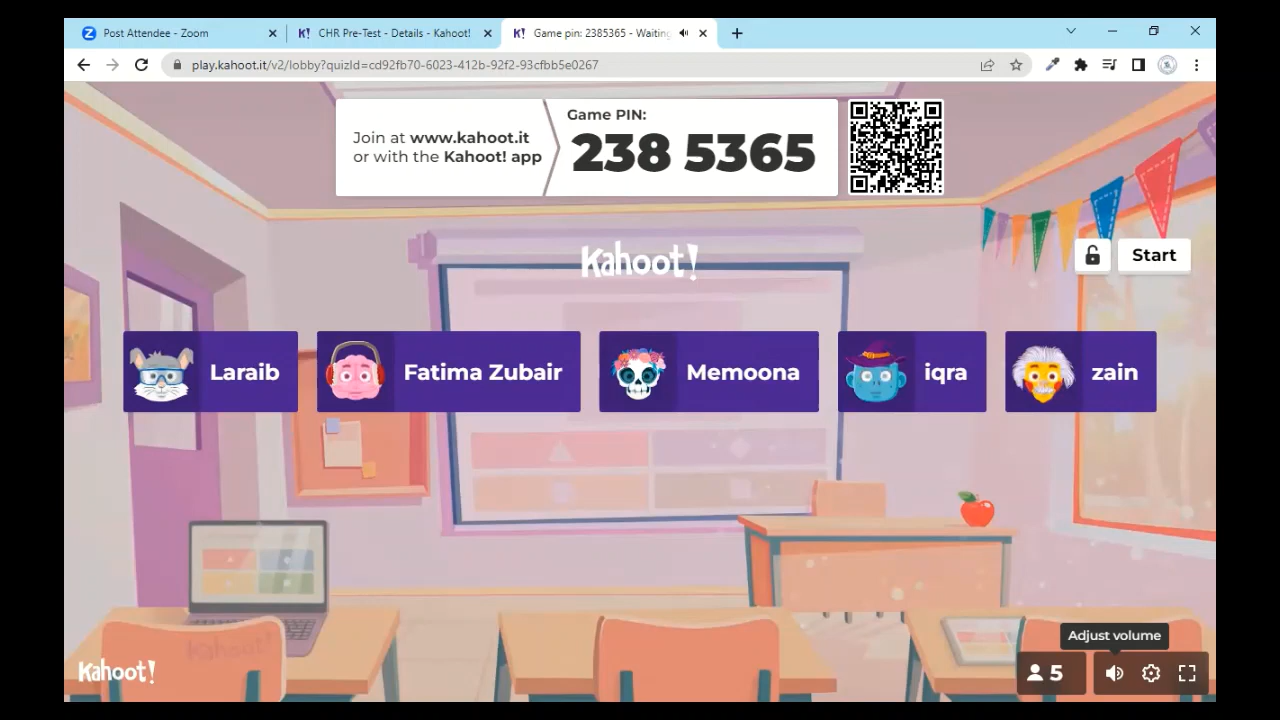 Post Attendee - Zoom
K! CHR Pre-Test - Details - Kahoot!
K! Game pin: 2385365 - Waiting
play.kahoot.it/v2/lobby?quizId=cd92fb70-6023-412b-92f2-93cfbb5e0267
Join at www.kahoot.it
or with the Kahoot! app
Game PIN:
238 5365
Kahoot!
Start
Laraib
Fatima Zubair
Memoona
iqra
zain
Adjust volume
Kahoot!
Kahoot!
5